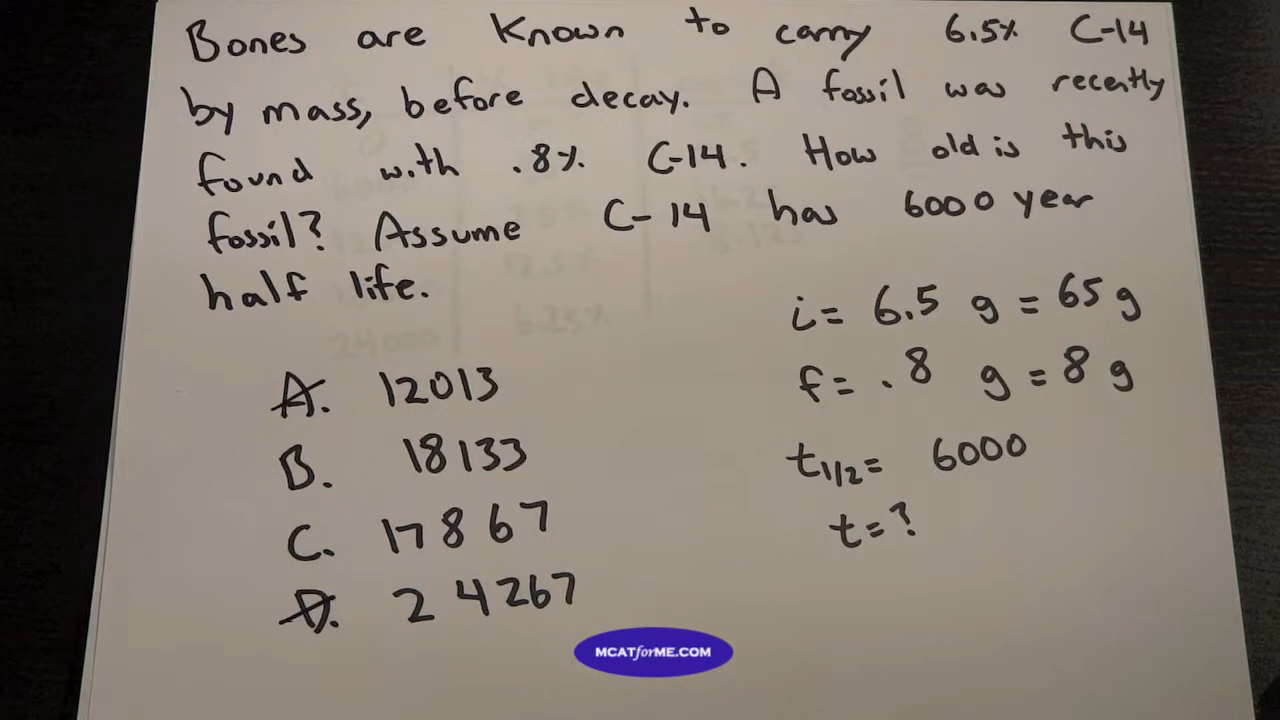 Bones are known to carry 6.5% C-14
by mass, before decay. A fossil was recently
found with .8% C-14. How old is this
fossil? Assume C-14 has 6000 year
half life.
i= 6.5 g = 65 g
f= .8 g = 8 g
t1/2= 6000
t=?
A. 12013
B. 18133
C. 17867
D. 24267
MCATforME.COM